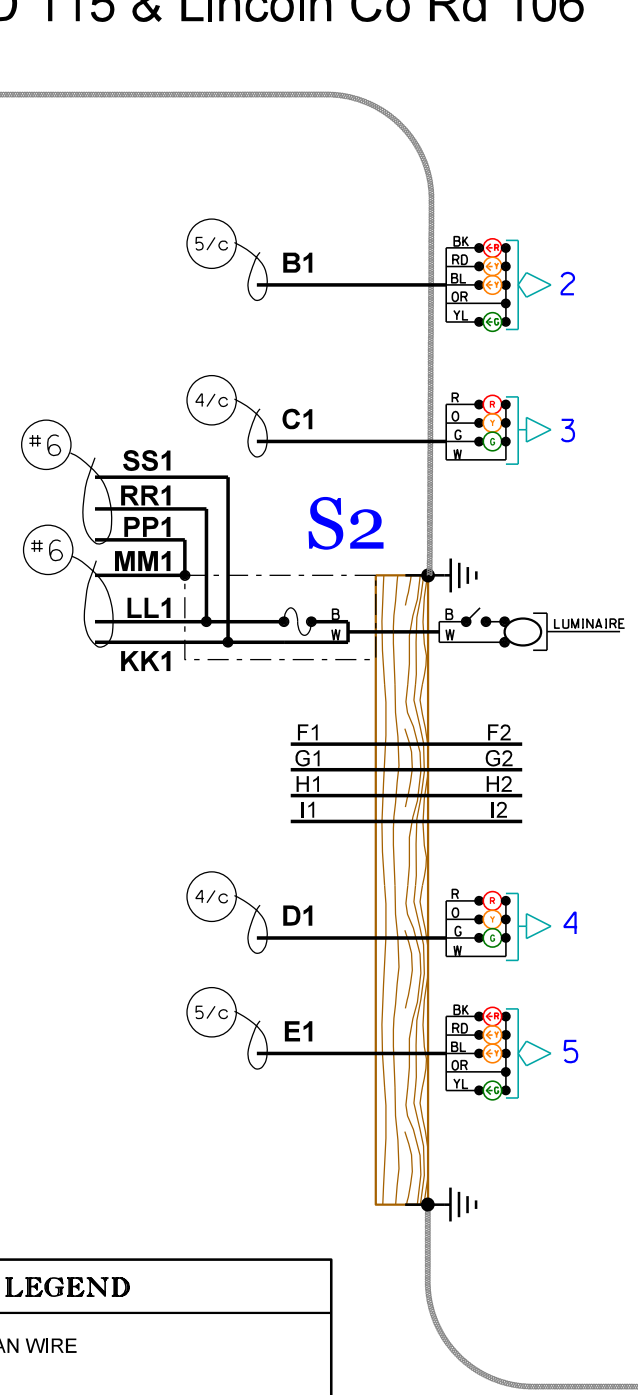 D 115 & Lincoln Co Rd 106
5/c B1 BK R
RD Y
BL Y 2
OR
YL G
4/c C1 R R
O Y 3
G G
W
#6 SS1
RR1
PP1 S2
#6 MM1
LL1 B B LUMINAIRE
W W
KK1
F1 F2
G1 G2
H1 H2
I1 I2
4/c D1 R R
O Y 4
G G
W
5/c E1 BK R
RD Y
BL Y 5
OR
YL G
LEGEND
AN WIRE